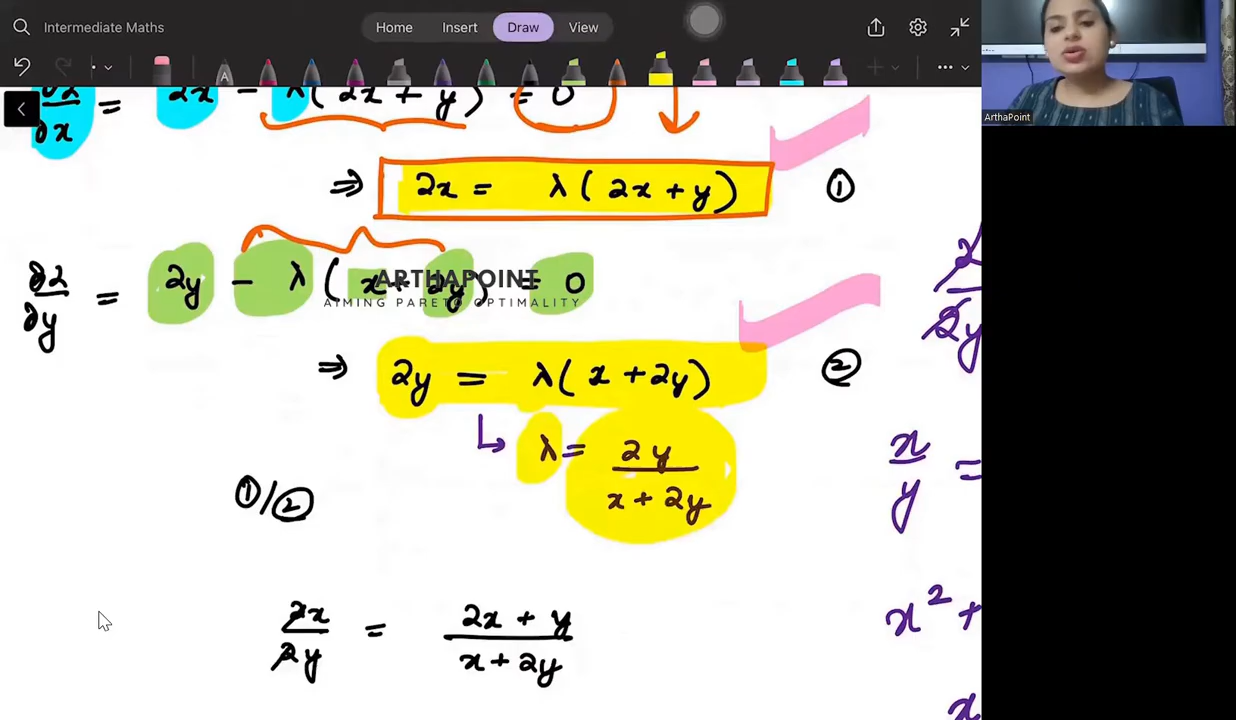 Intermediate Maths
Home Insert Draw View
ArthaPoint
∂x = 2x - λ(2x + y) = 0
⇒ 2x = λ(2x + y) ①
∂L/∂y = 2y - λ(x + 2y) = 0
ARTHAPOINT
AIMING PARETO OPTIMALITY
⇒ 2y = λ(x + 2y) ②
↳ λ = 2y/(x + 2y)
①/②
x/y =
2x/2y = (2x + y)/(x + 2y)
x² +
x